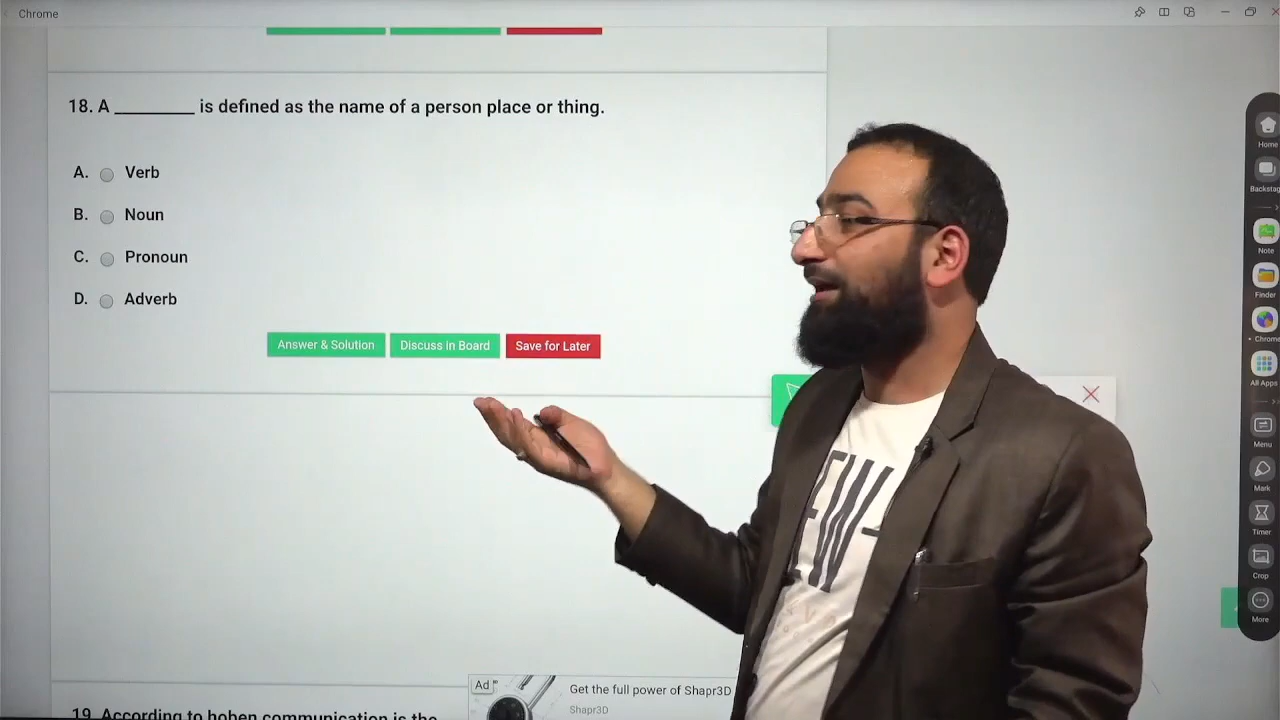 Chrome
18. A ________ is defined as the name of a person place or thing.
A. Verb
B. Noun
C. Pronoun
D. Adverb
Answer & Solution
Discuss in Board
Save for Later
Ad
Get the full power of Shapr3D
Shapr3D
19. According to hoben communication is the
Home
Backstag
Note
Finder
Chrome
All Apps
Menu
Mark
Timer
Crop
More